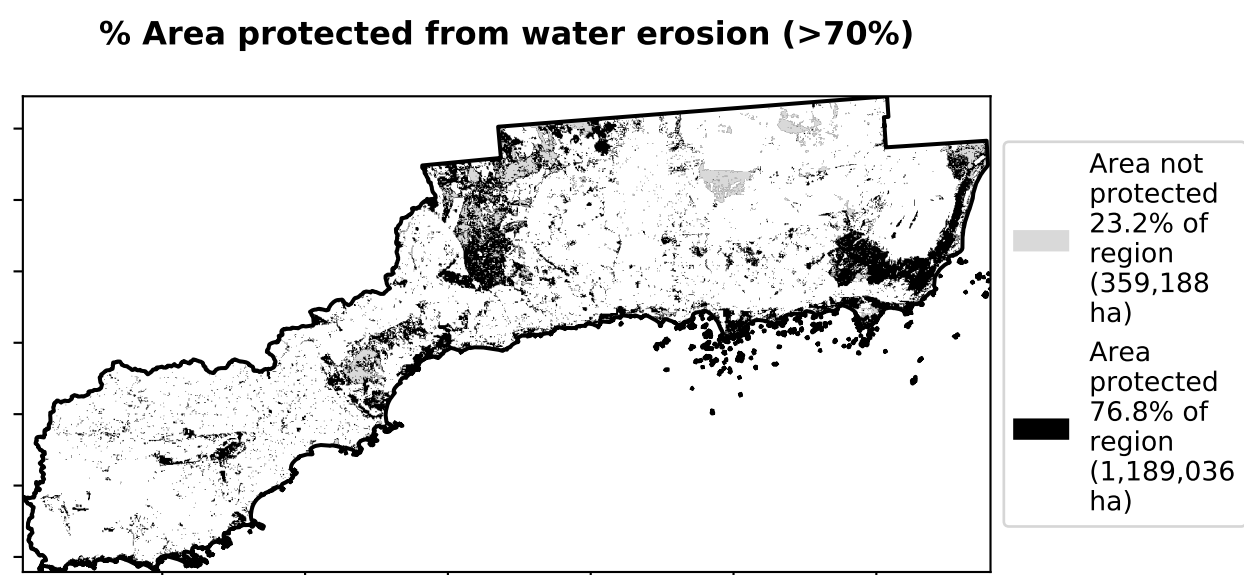 % Area protected from water erosion (>70%)
Area not
protected
23.2% of
region
(359,188
ha)
Area
protected
76.8% of
region
(1,189,036
ha)